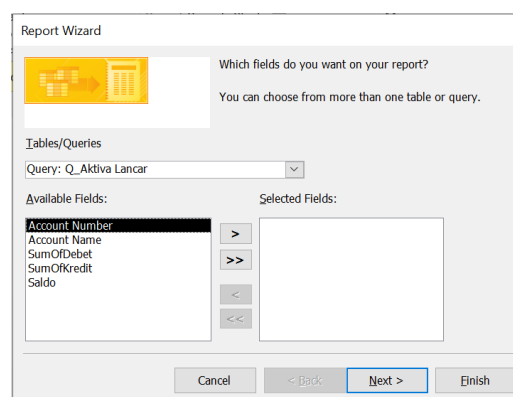 Report Wizard
Which fields do you want on your report?
You can choose from more than one table or query.
Tables/Queries
Query: Q_Aktiva Lancar
Available Fields:
Selected Fields:
Account Number
Account Name
SumOfDebet
SumOfKredit
Saldo
>
>>
<
<<
Cancel
< Back
Next >
Finish